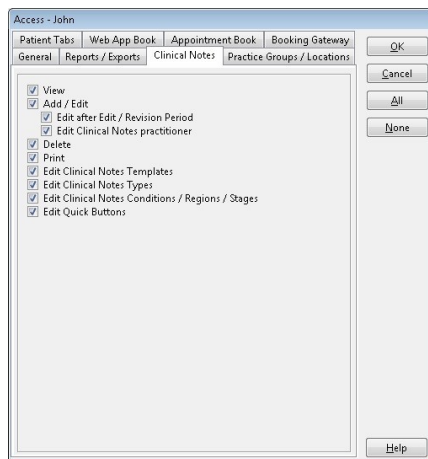 Access - John
Patient Tabs
Web App Book
Appointment Book
Booking Gateway
General
Reports / Exports
Clinical Notes
Practice Groups / Locations
View
Add / Edit
Edit after Edit / Revision Period
Edit Clinical Notes practitioner
Delete
Print
Edit Clinical Notes Templates
Edit Clinical Notes Types
Edit Clinical Notes Conditions / Regions / Stages
Edit Quick Buttons
OK
Cancel
All
None
Help